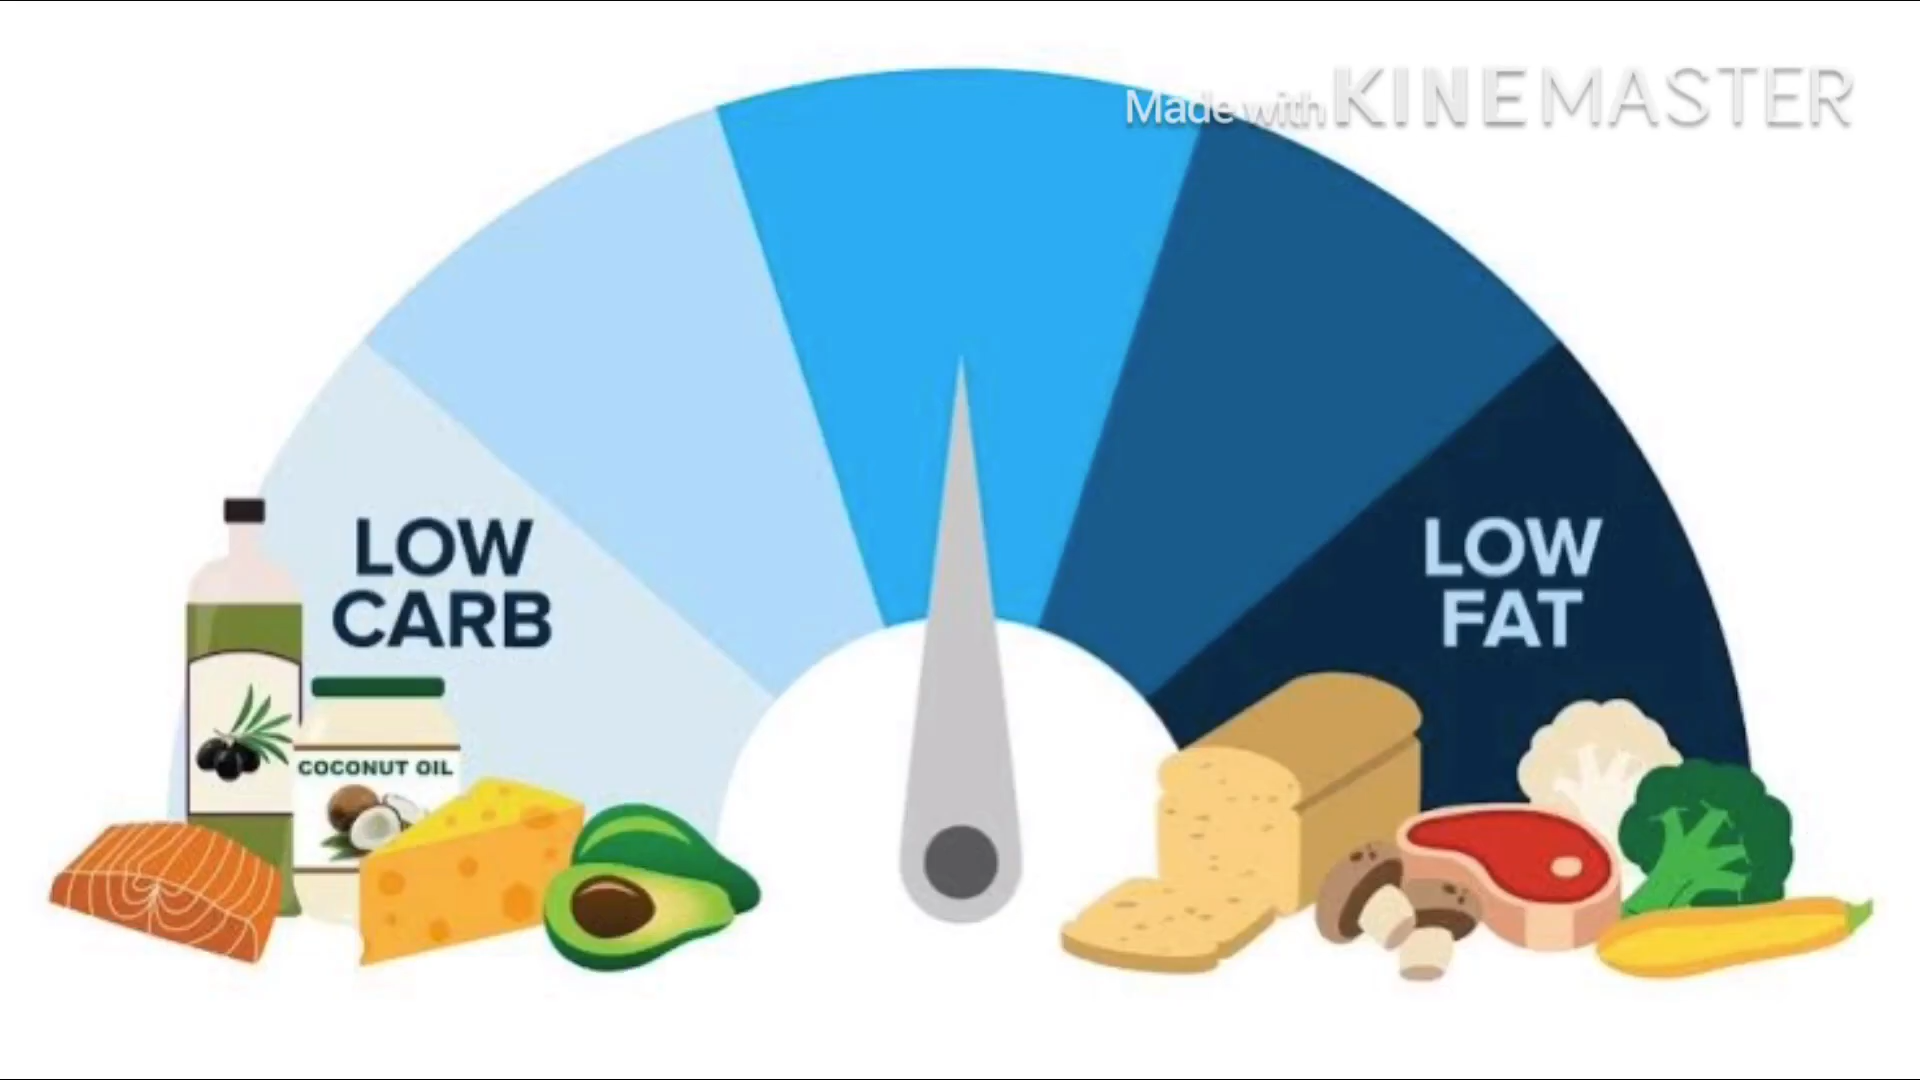 Made with KINEMASTER
LOW
CARB
LOW
FAT
COCONUT OIL